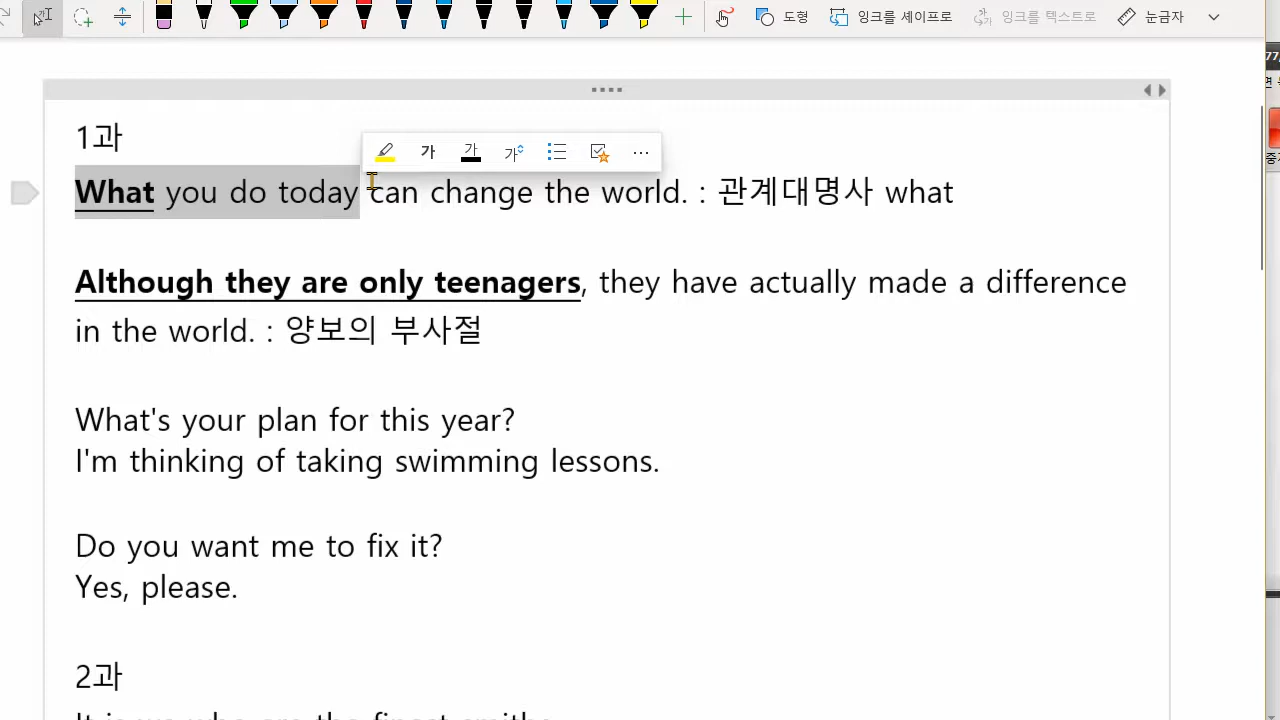 도형
잉크를 셰이프로
잉크를 텍스트로
눈금자
1과
가 가 가
What you do today can change the world. : 관계대명사 what
Although they are only teenagers, they have actually made a difference
in the world. : 양보의 부사절
What's your plan for this year?
I'm thinking of taking swimming lessons.
Do you want me to fix it?
Yes, please.
2과